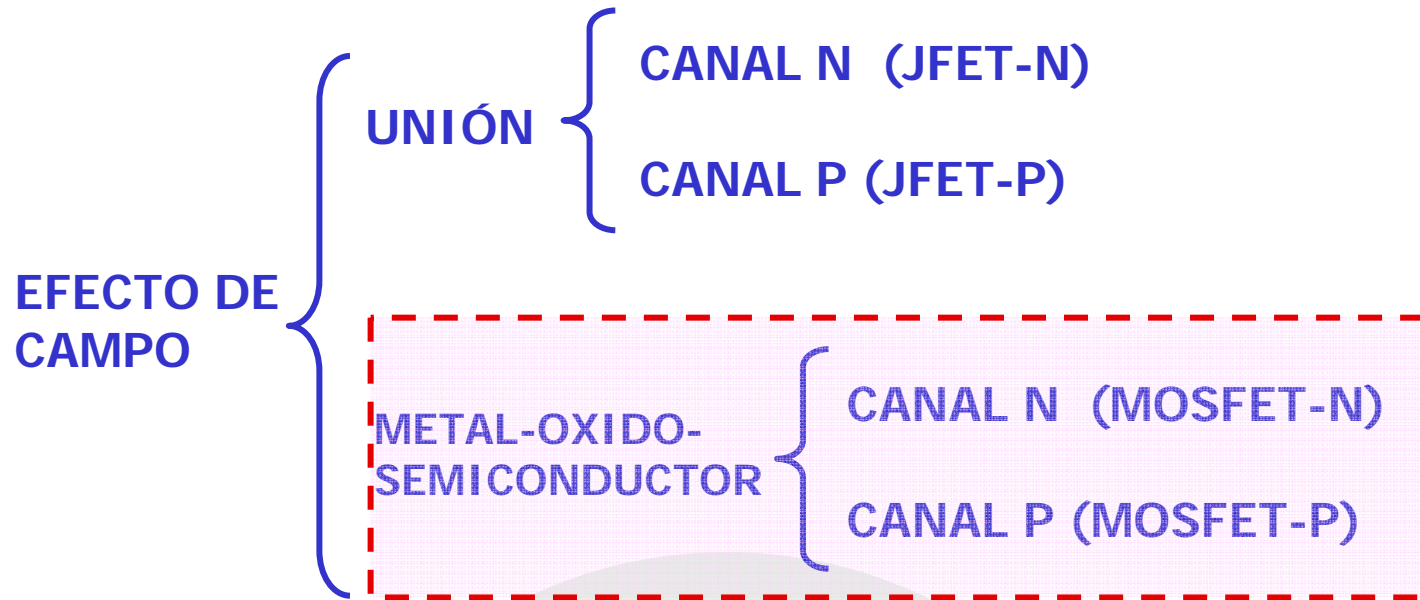 CANAL N (JFET-N)
UNIÓN
CANAL P (JFET-P)
EFECTO DE
CAMPO
METAL-OXIDO-
SEMICONDUCTOR
CANAL N (MOSFET-N)
CANAL P (MOSFET-P)